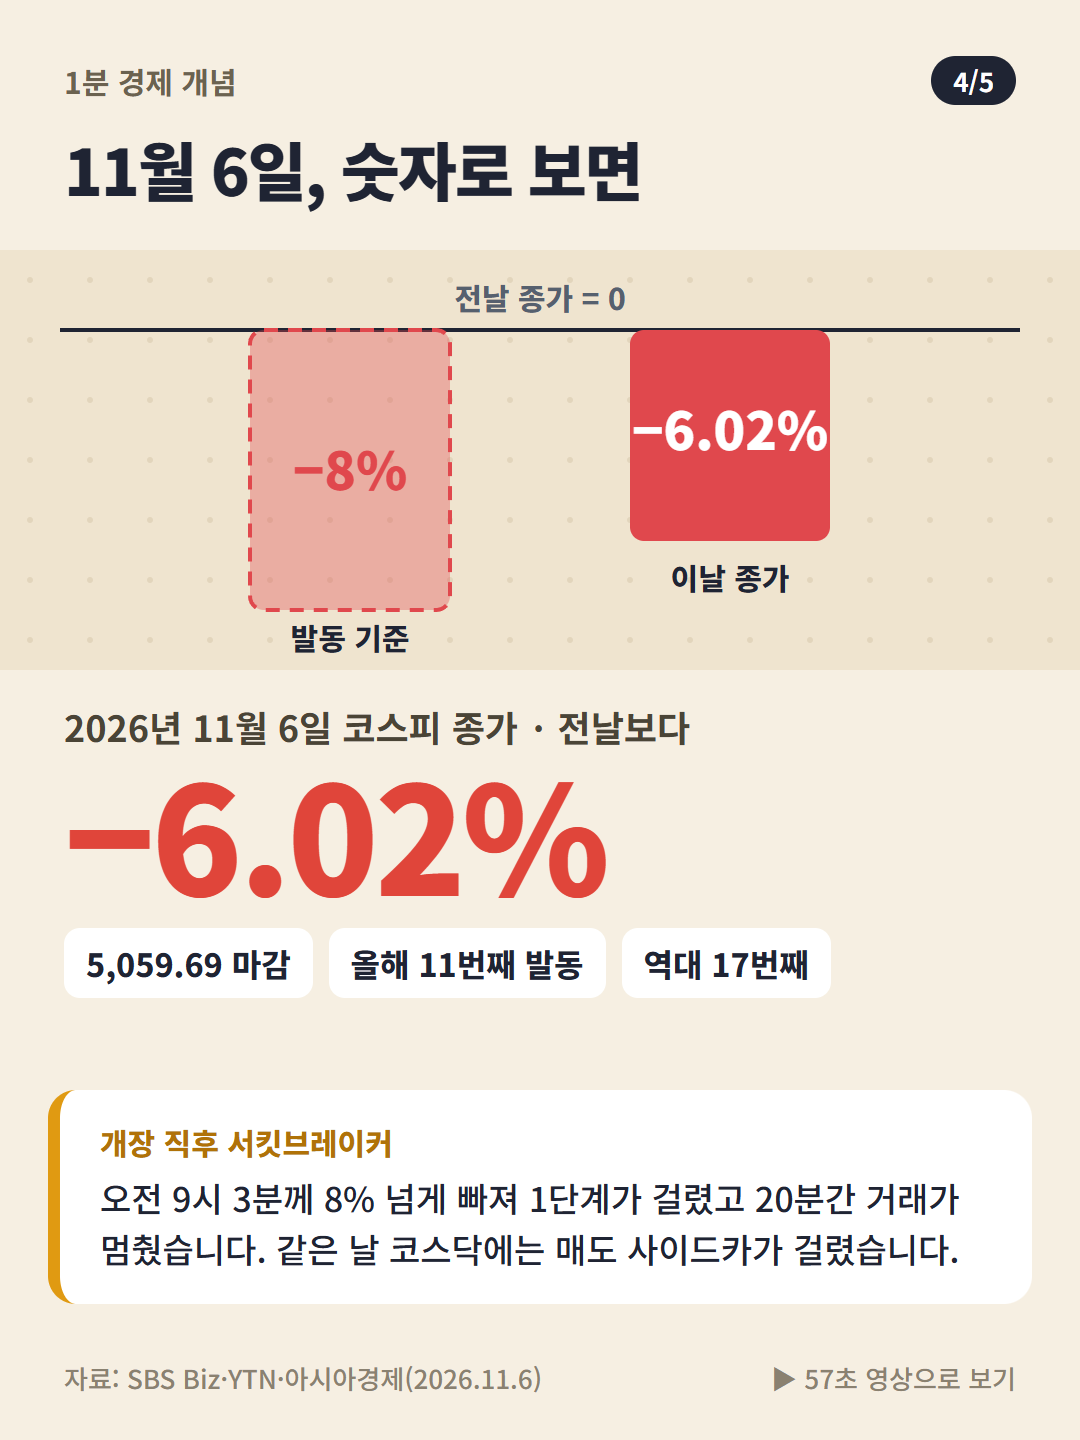 1분 경제 개념
4/5
11월 6일, 숫자로 보면
전날 종가 = 0
−8%
−6.02%
이날 종가
발동 기준
2026년 11월 6일 코스피 종가 · 전날보다
−6.02%
5,059.69 마감
올해 11번째 발동
역대 17번째
개장 직후 서킷브레이커
오전 9시 3분께 8% 넘게 빠져 1단계가 걸렸고 20분간 거래가
멈췄습니다. 같은 날 코스닥에는 매도 사이드카가 걸렸습니다.
자료: SBS Biz·YTN·아시아경제(2026.11.6)
▶ 57초 영상으로 보기